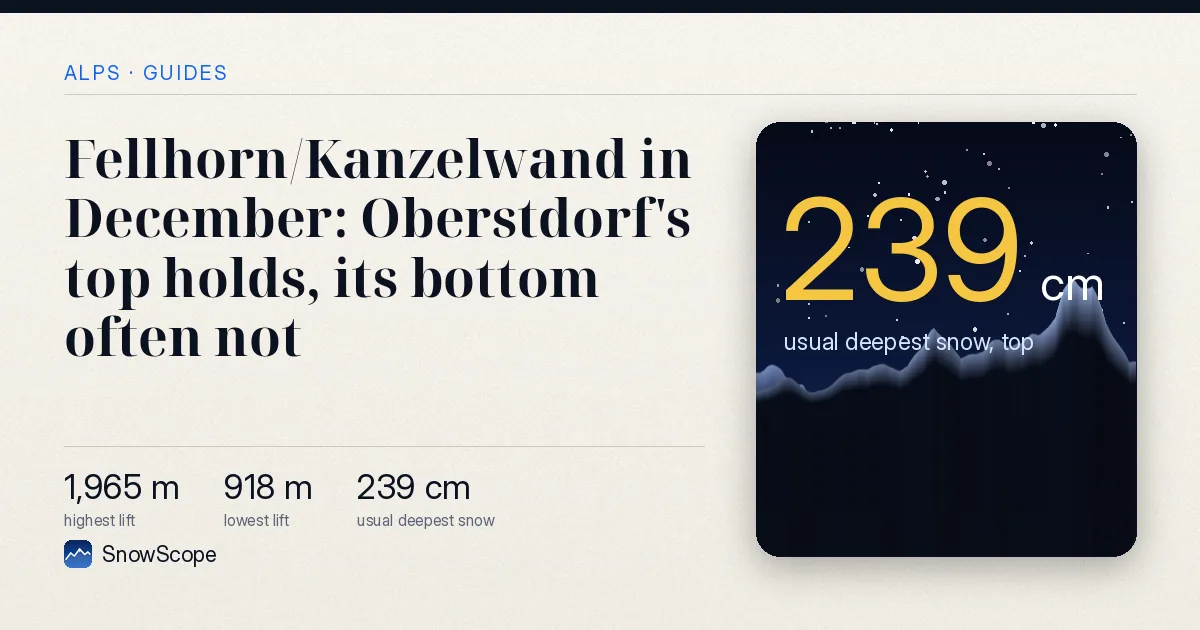 ALPS · GUIDES
Fellhorn/Kanzelwand in
December: Oberstdorf's
top holds, its bottom
often not
239 cm
usual deepest snow, top
1,965 m
highest lift
918 m
lowest lift
239 cm
usual deepest snow
SnowScope